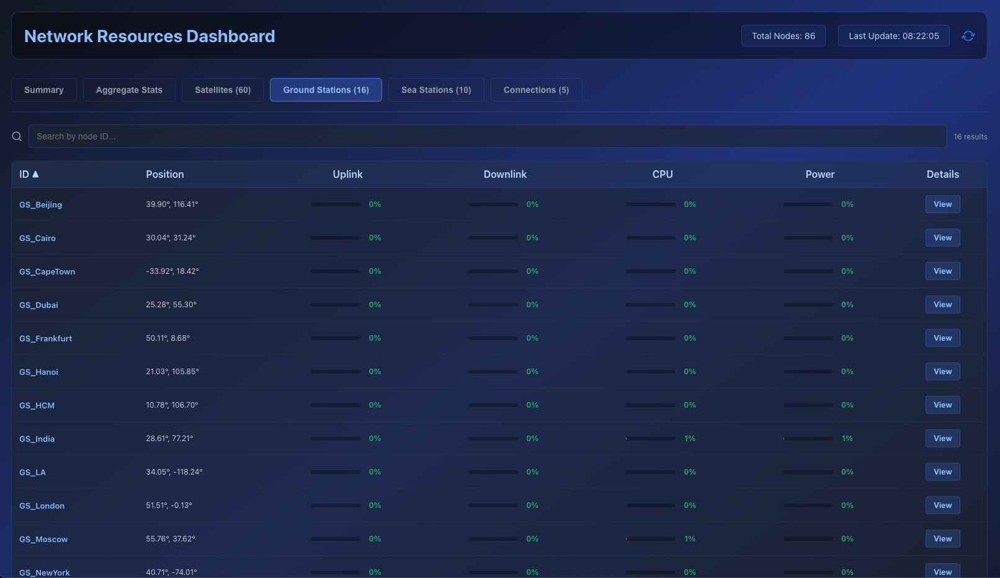 Network Resources Dashboard
Total Nodes: 86
Last Update: 08:22:05
Summary
Aggregate Stats
Satellites (60)
Ground Stations (16)
Sea Stations (10)
Connections (5)
Search by node ID...
16 results
ID ▲ Position Uplink Downlink CPU Power Details
GS_Beijing 39.90°, 116.41° 0% 0% 0% 0% View
GS_Cairo 30.04°, 31.24° 0% 0% 0% 0% View
GS_CapeTown -33.92°, 18.42° 0% 0% 0% 0% View
GS_Dubai 25.28°, 55.30° 0% 0% 0% 0% View
GS_Frankfurt 50.11°, 8.68° 0% 0% 0% 0% View
GS_Hanoi 21.03°, 105.85° 0% 0% 0% 0% View
GS_HCM 10.78°, 106.70° 0% 0% 0% 0% View
GS_India 28.61°, 77.21° 0% 0% 1% 1% View
GS_LA 34.05°, -118.24° 0% 0% 0% 0% View
GS_London 51.51°, -0.13° 0% 0% 0% 0% View
GS_Moscow 55.76°, 37.62° 0% 0% 1% 0% View
GS_NewYork 40.71°, -74.01° 0% 0% 0% 0% View